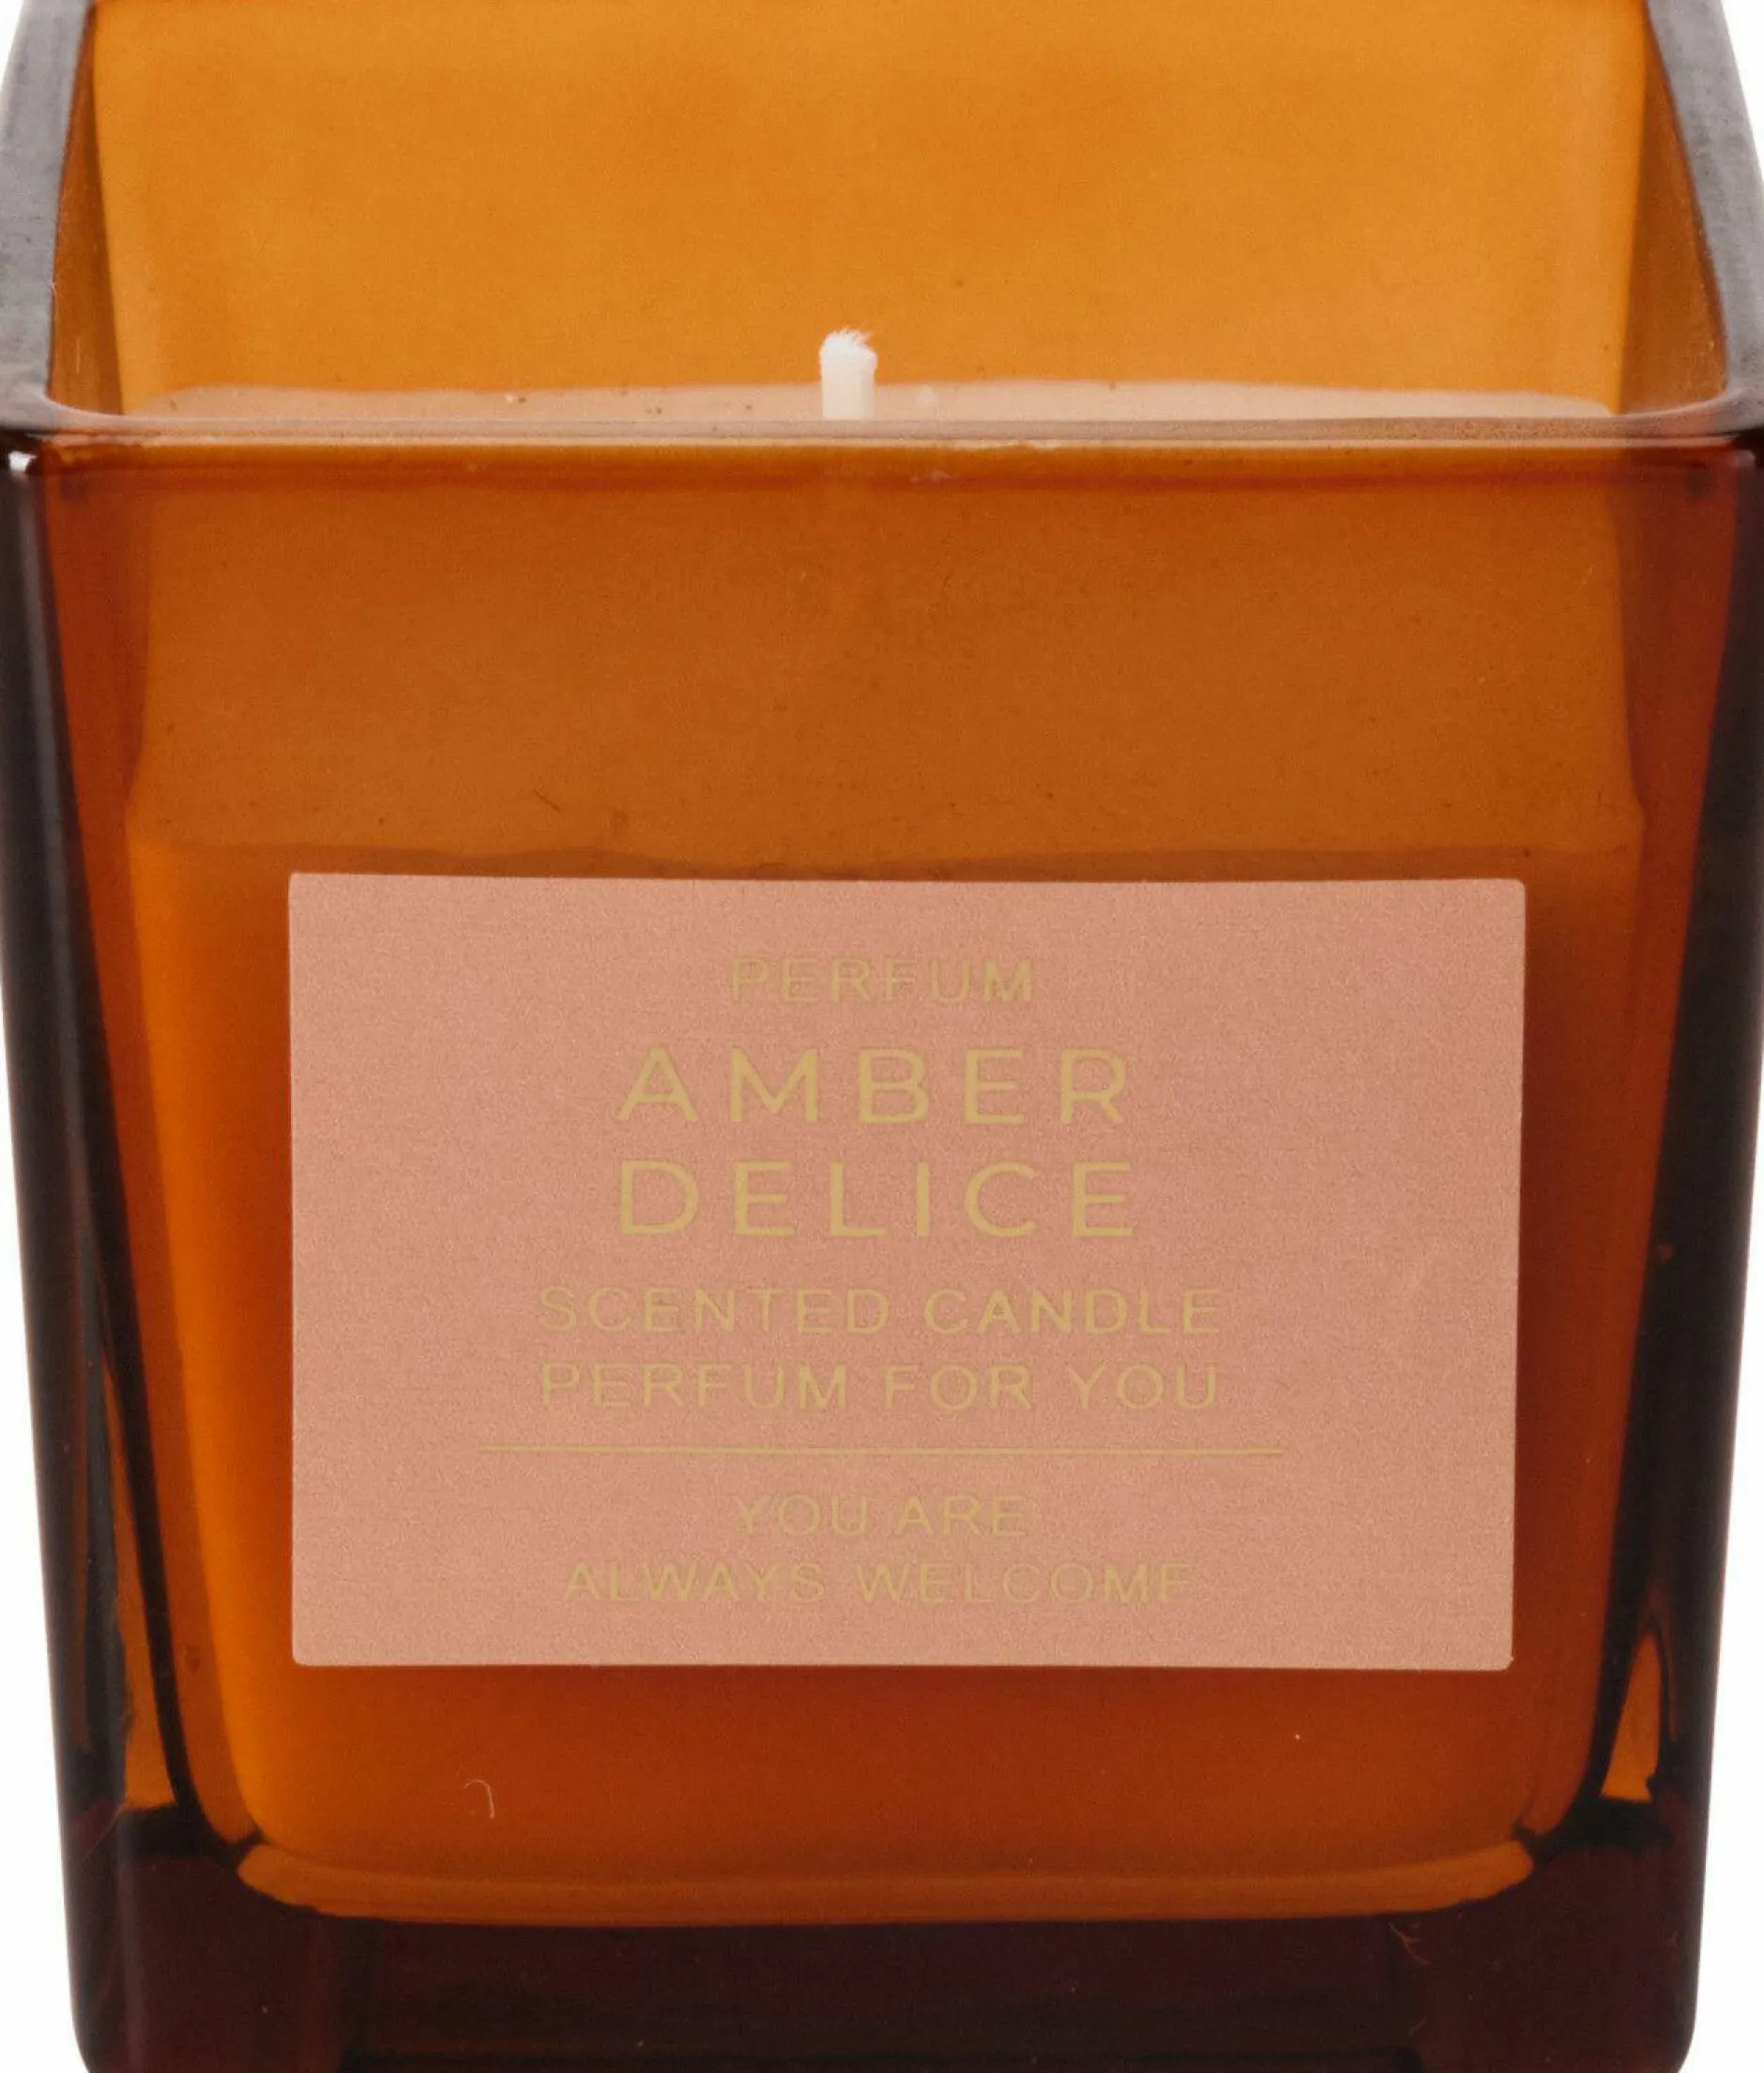 PERFUM
AMBER
DELICE
SCENTED CANDLE
PERFUM FOR YOU
YOU ARE
ALWAYS WELCOME